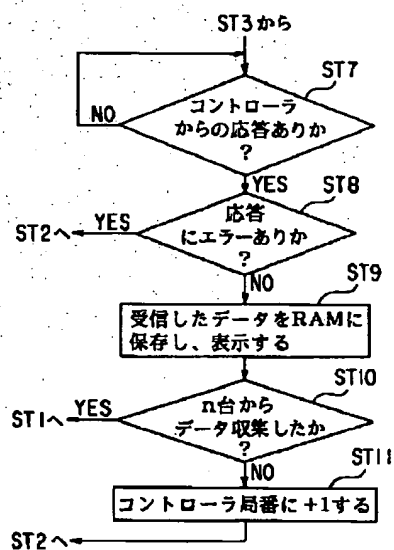 ST3から
ST7
コントローラ
からの応答ありか
?
NO
YES
ST8
応答
にエラーありか
?
YES
ST2へ
NO
ST9
受信したデータをRAMに
保存し、表示する
ST10
n台から
データ収集したか
?
YES
ST1へ
NO
ST11
コントローラ局番に+1する
ST2へ